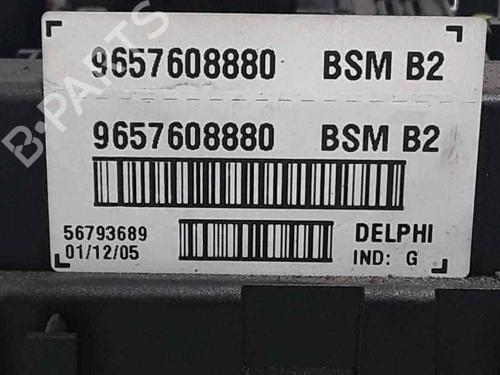 9657608880 BSM B2
9657608880 BSM B2
56793689 DELPHI
01/12/05 IND: G
B-PARTS